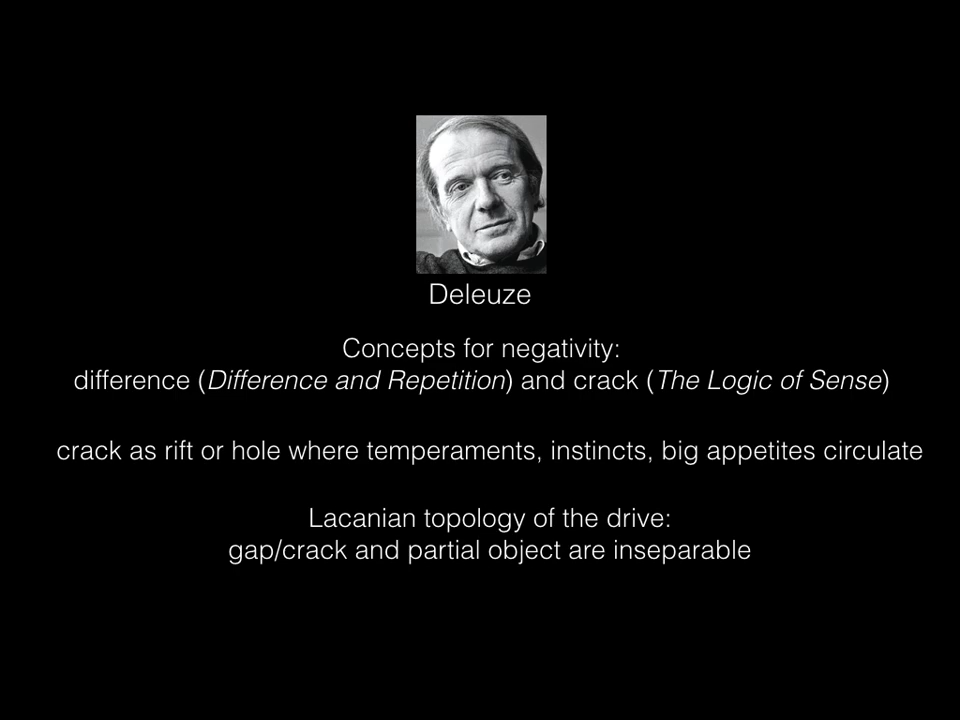 Deleuze
Concepts for negativity:
difference (Difference and Repetition) and crack (The Logic of Sense)
crack as rift or hole where temperaments, instincts, big appetites circulate
Lacanian topology of the drive:
gap/crack and partial object are inseparable